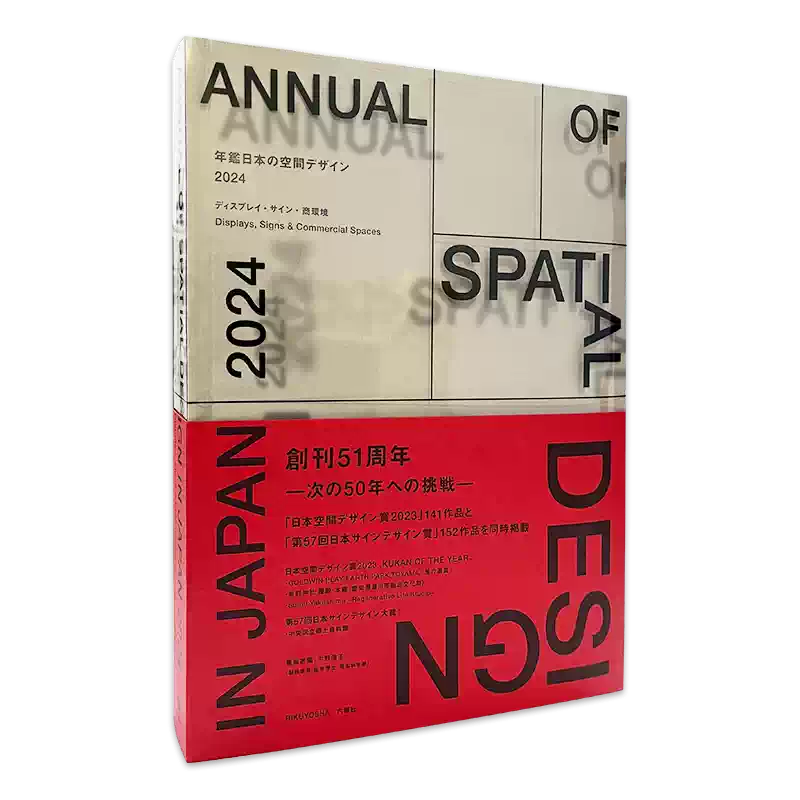 ANNUAL
OF
年鑑日本の空間デザイン
2024
ディスプレイ・サイン・商環境
Displays, Signs & Commercial Spaces
SPATI
AL
2024
DESI
GN
IN JAPAN
創刊51周年
—次の50年への挑戦—
「日本空間デザイン賞2023」141作品と
「第57回日本サインデザイン賞」152作品を同時掲載
日本空間デザイン賞2023 KUKAN OF THE YEAR
第57回日本サインデザイン大賞
RIKUYOSHA 六耀社